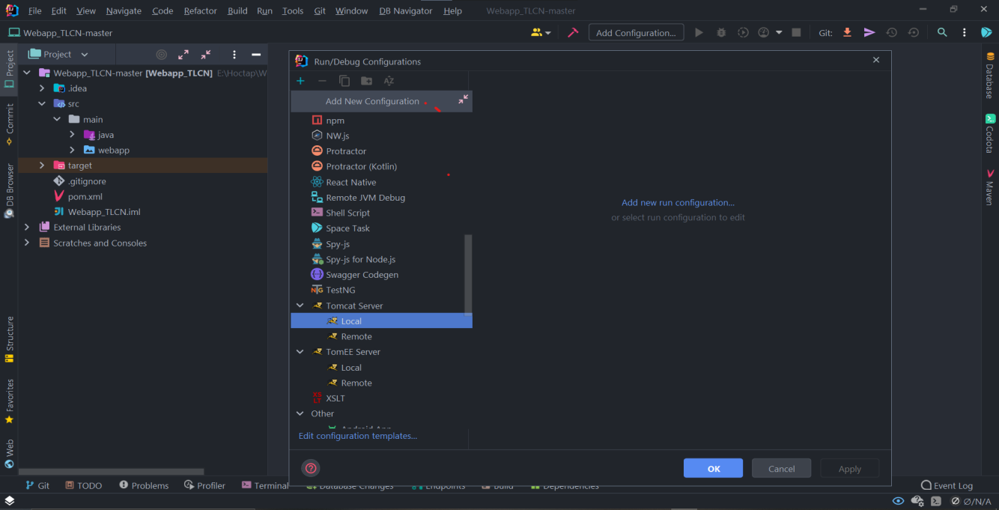 File Edit View Navigate Code Refactor Build Run Tools Git Window DB Navigator Help Webapp_TLCN-master
Webapp_TLCN-master
Add Configuration...
Git:
Project
Webapp_TLCN-master [Webapp_TLCN] E:\Hoctap\W
.idea
src
main
java
webapp
target
.gitignore
pom.xml
Webapp_TLCN.iml
External Libraries
Scratches and Consoles
Project
Commit
DB Browser
Structure
Favorites
Web
Run/Debug Configurations
Add New Configuration
npm
NW.js
Protractor
Protractor (Kotlin)
React Native
Remote JVM Debug
Shell Script
Space Task
Spy-js
Spy-js for Node.js
Swagger Codegen
TestNG
Tomcat Server
Local
Remote
TomEE Server
Local
Remote
XSLT
Other
Android App
Edit configuration templates...
Add new run configuration...
or select run configuration to edit
OK Cancel Apply
Database
Codota
Maven
Git TODO Problems Profiler Terminal Database Changes Endpoints Build Dependencies Event Log
Ø/N/A